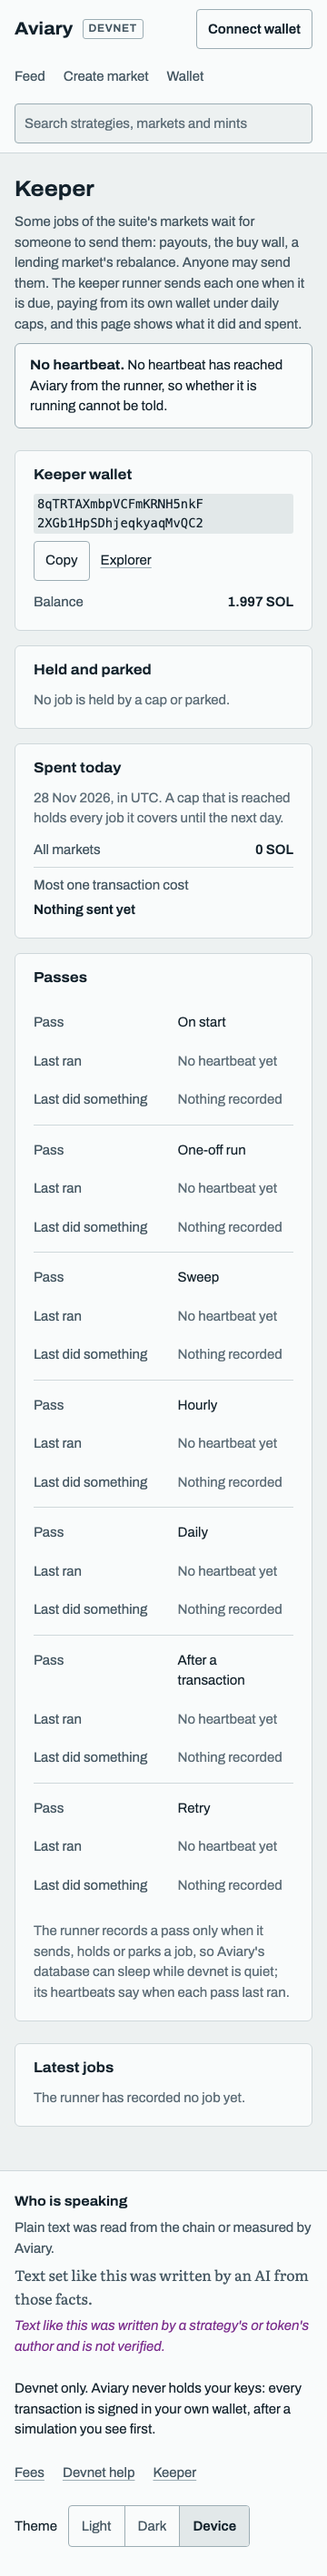 Aviary DEVNET Connect wallet
Feed Create market Wallet
Search strategies, markets and mints
Keeper
Some jobs of the suite's markets wait for
someone to send them: payouts, the buy wall, a
lending market's rebalance. Anyone may send
them. The keeper runner sends each one when it
is due, paying from its own wallet under daily
caps, and this page shows what it did and spent.
No heartbeat. No heartbeat has reached
Aviary from the runner, so whether it is
running cannot be told.
Keeper wallet
8qTRTAXmbpVCFmKRNH5nkF
2XGb1HpSDhjeqkyaqMvQC2
Copy Explorer
Balance 1.997 SOL
Held and parked
No job is held by a cap or parked.
Spent today
28 Nov 2026, in UTC. A cap that is reached
holds every job it covers until the next day.
All markets 0 SOL
Most one transaction cost
Nothing sent yet
Passes
Pass On start
Last ran No heartbeat yet
Last did something Nothing recorded
Pass One-off run
Last ran No heartbeat yet
Last did something Nothing recorded
Pass Sweep
Last ran No heartbeat yet
Last did something Nothing recorded
Pass Hourly
Last ran No heartbeat yet
Last did something Nothing recorded
Pass Daily
Last ran No heartbeat yet
Last did something Nothing recorded
Pass After a
transaction
Last ran No heartbeat yet
Last did something Nothing recorded
Pass Retry
Last ran No heartbeat yet
Last did something Nothing recorded
The runner records a pass only when it
sends, holds or parks a job, so Aviary's
database can sleep while devnet is quiet;
its heartbeats say when each pass last ran.
Latest jobs
The runner has recorded no job yet.
Who is speaking
Plain text was read from the chain or measured by
Aviary.
Text set like this was written by an AI from
those facts.
Text like this was written by a strategy's or token's
author and is not verified.
Devnet only. Aviary never holds your keys: every
transaction is signed in your own wallet, after a
simulation you see first.
Fees Devnet help Keeper
Theme Light Dark Device